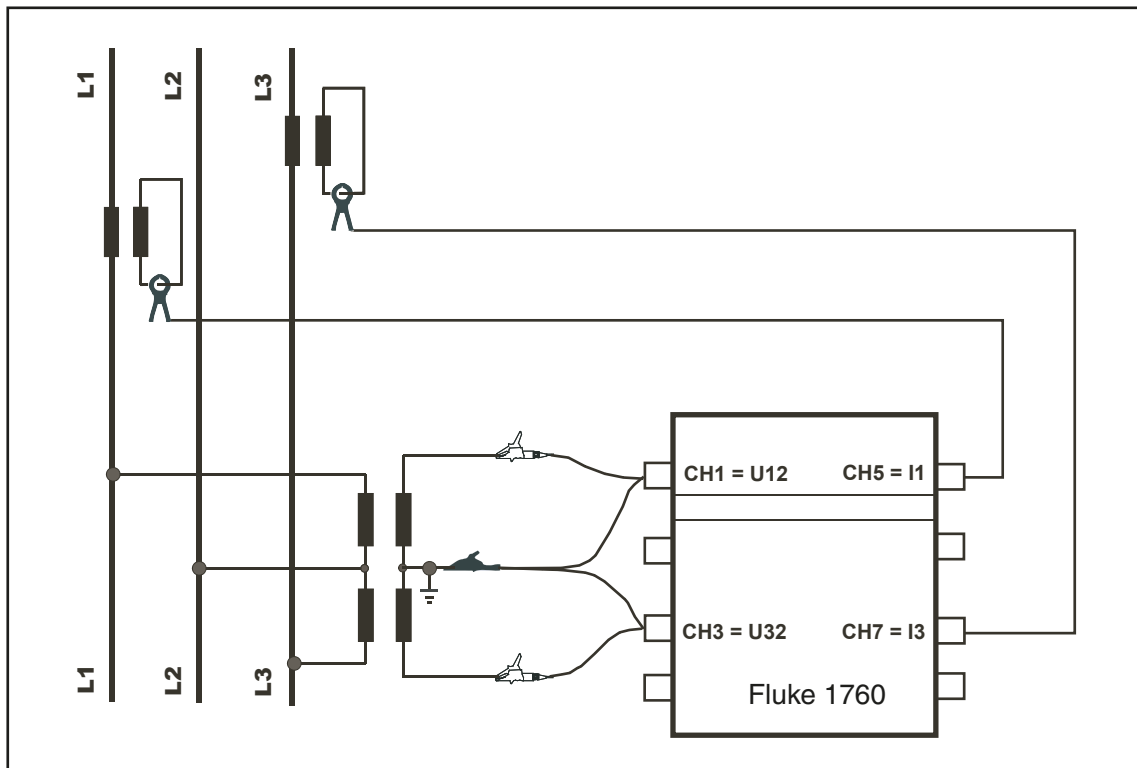 L1
L2
L3
CH1 = U12 CH5 = I1
CH3 = U32 CH7 = I3
L1
L2
L3
Fluke 1760